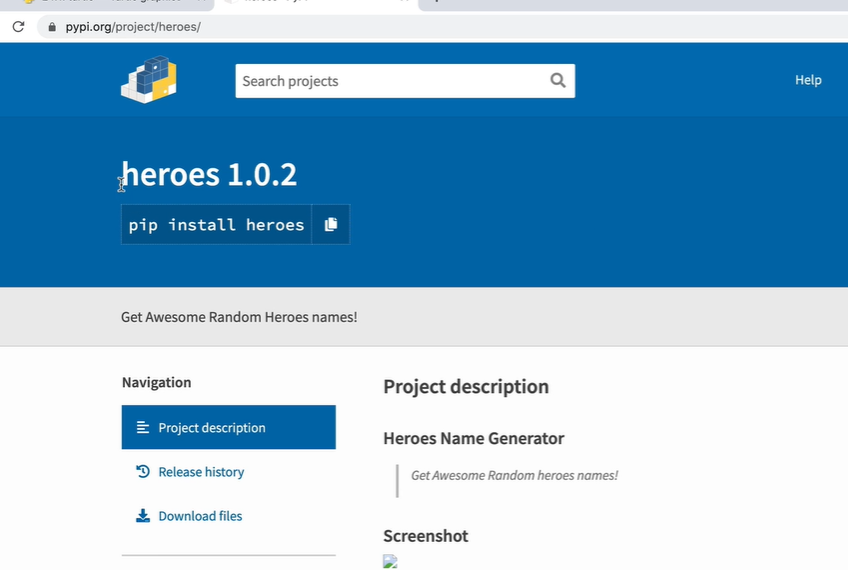 pypi.org/project/heroes/
Search projects
Help
heroes 1.0.2
pip install heroes
Get Awesome Random Heroes names!
Navigation
Project description
Release history
Download files
Project description
Heroes Name Generator
Get Awesome Random heroes names!
Screenshot